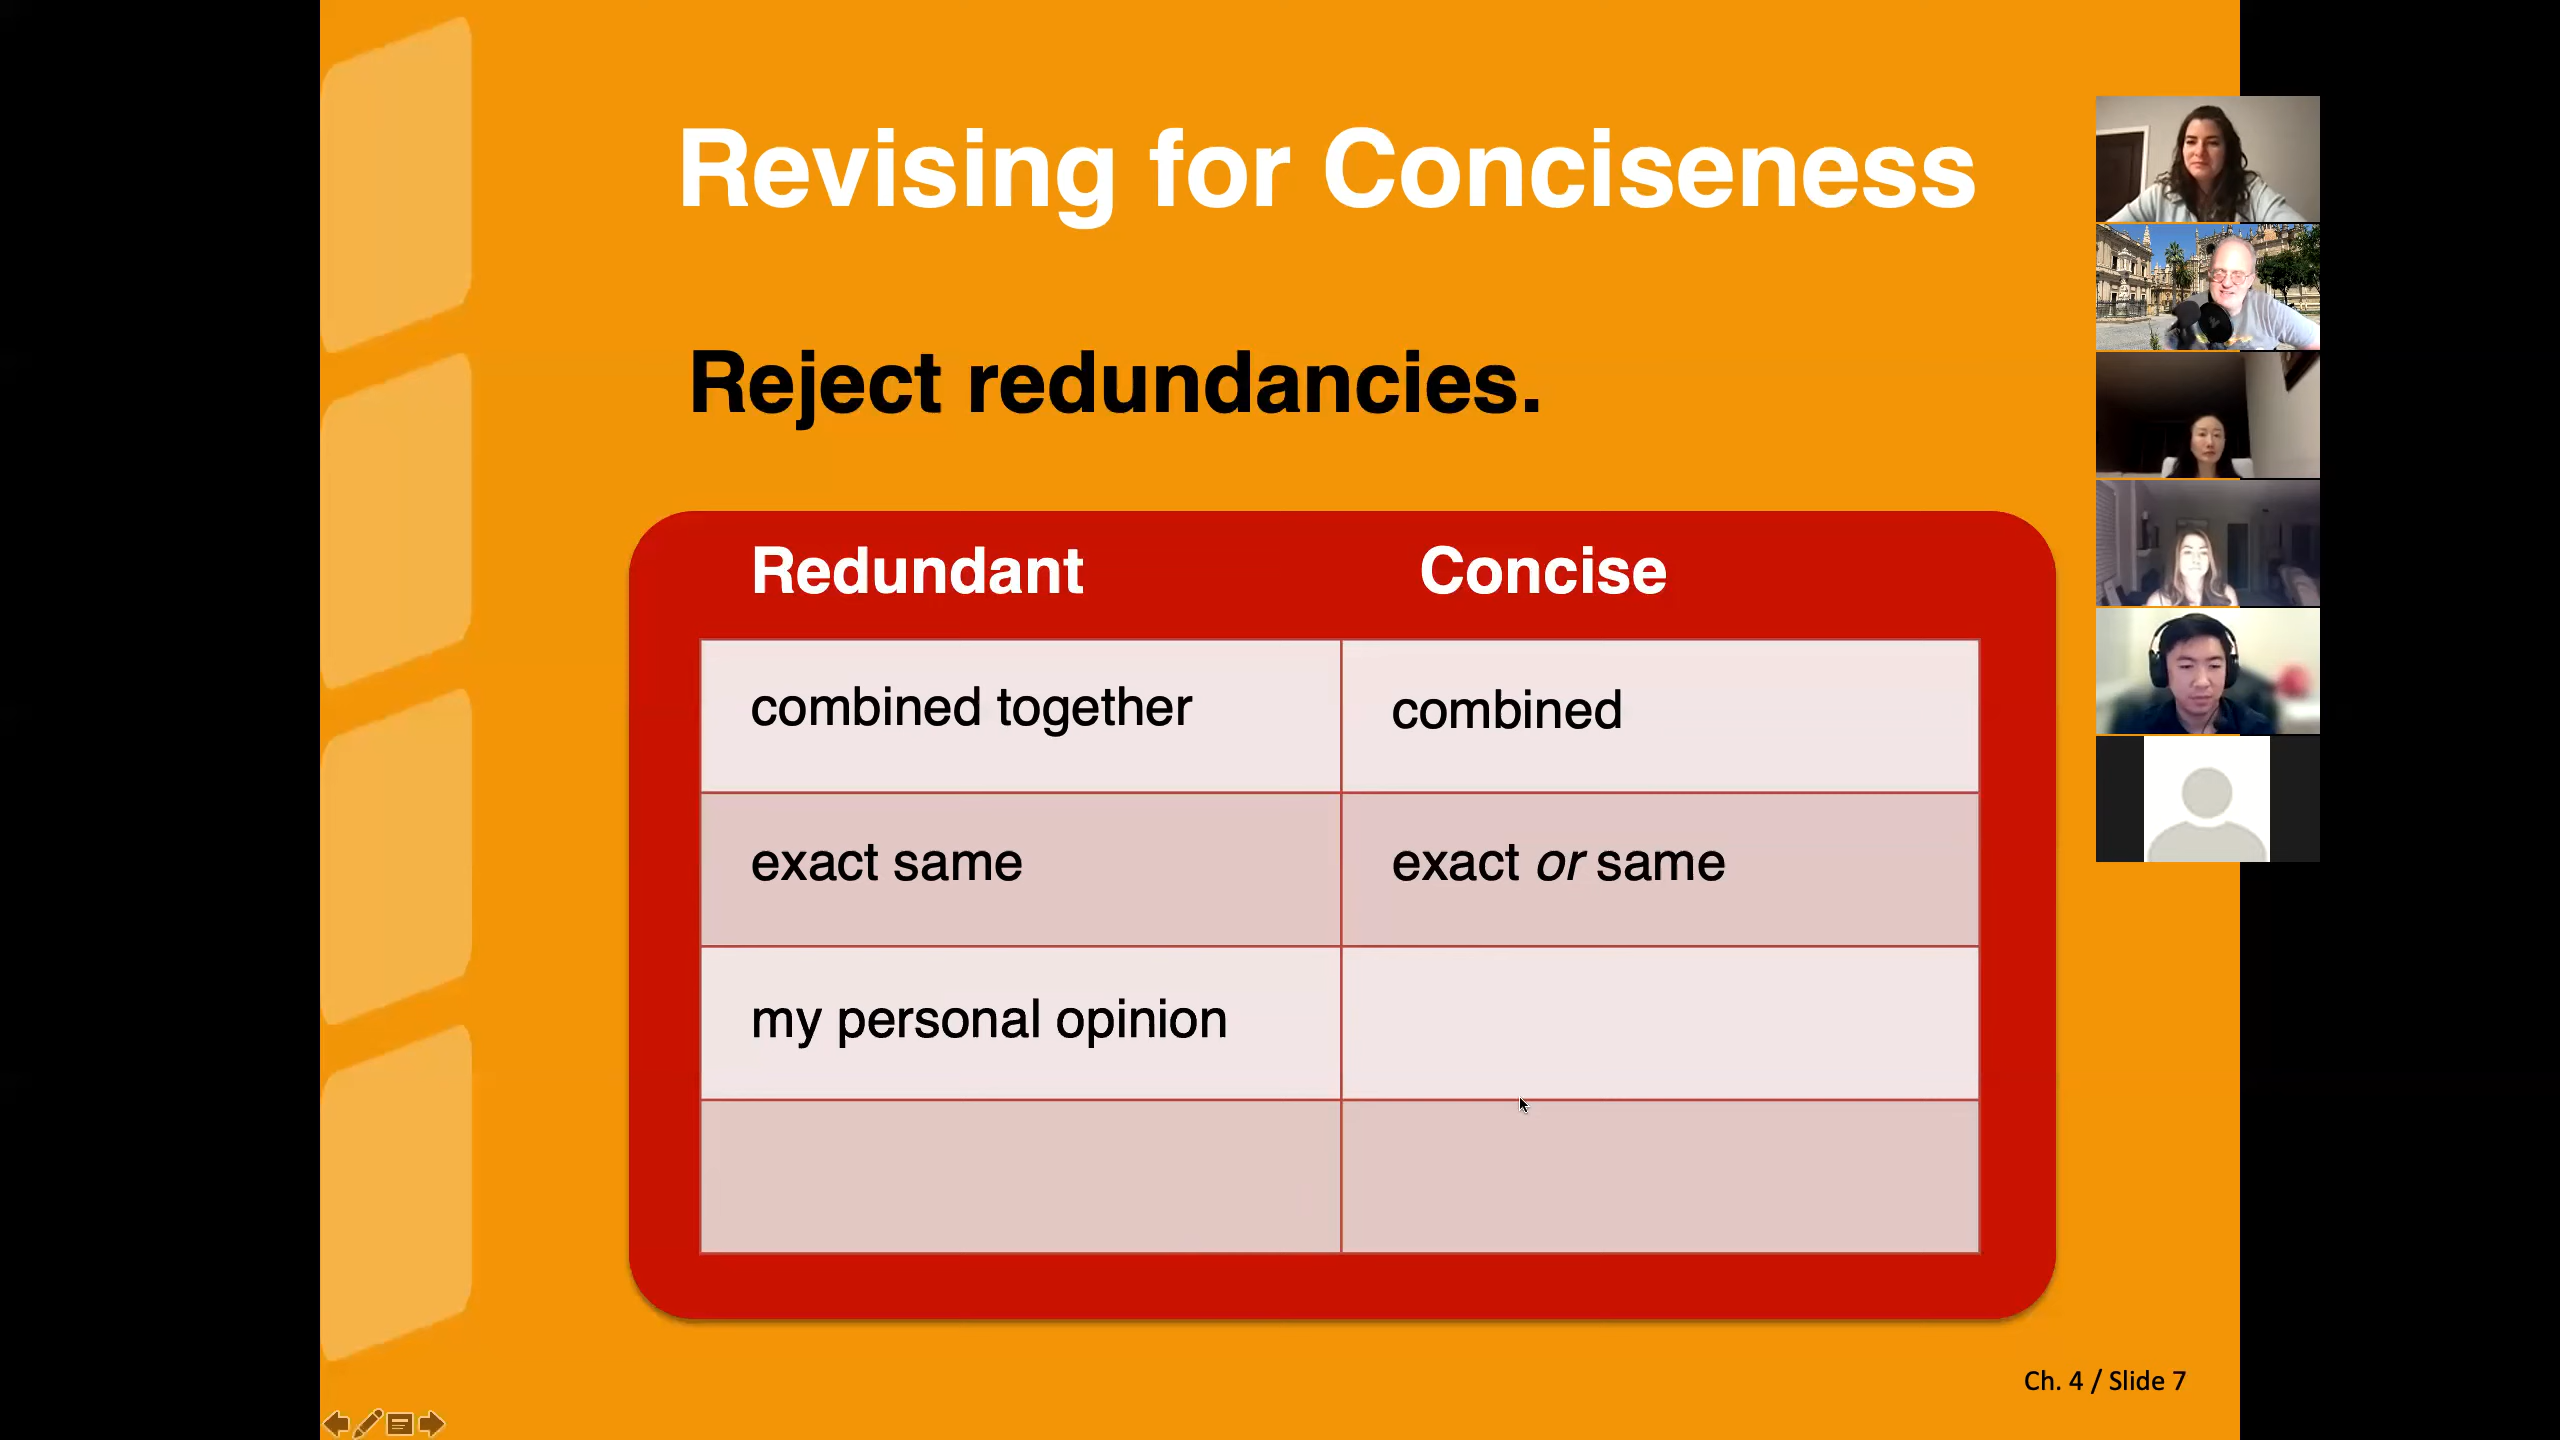 Revising for Conciseness
Reject redundancies.
Redundant Concise
combined together combined
exact same exact or same
my personal opinion
Ch. 4 / Slide 7